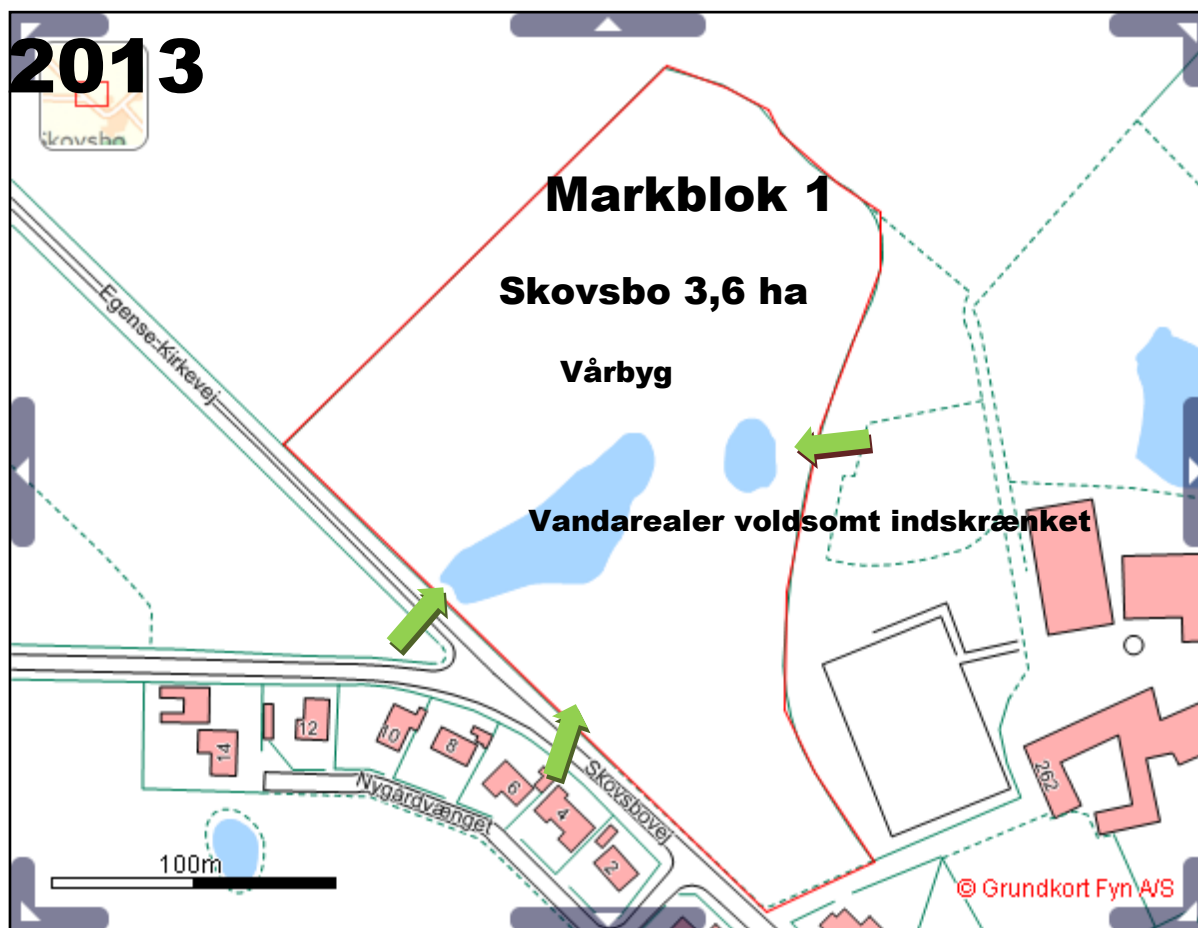 2013
Skovsbo
Markblok 1
Skovsbo 3,6 ha
Egense-Kirkevej
Vårbyg
Vandarealer voldsomt indskrænket
14
12
10
8
6
4
2
Skovsbovej
Nygårdvænget
262
100m
© Grundkort Fyn A/S